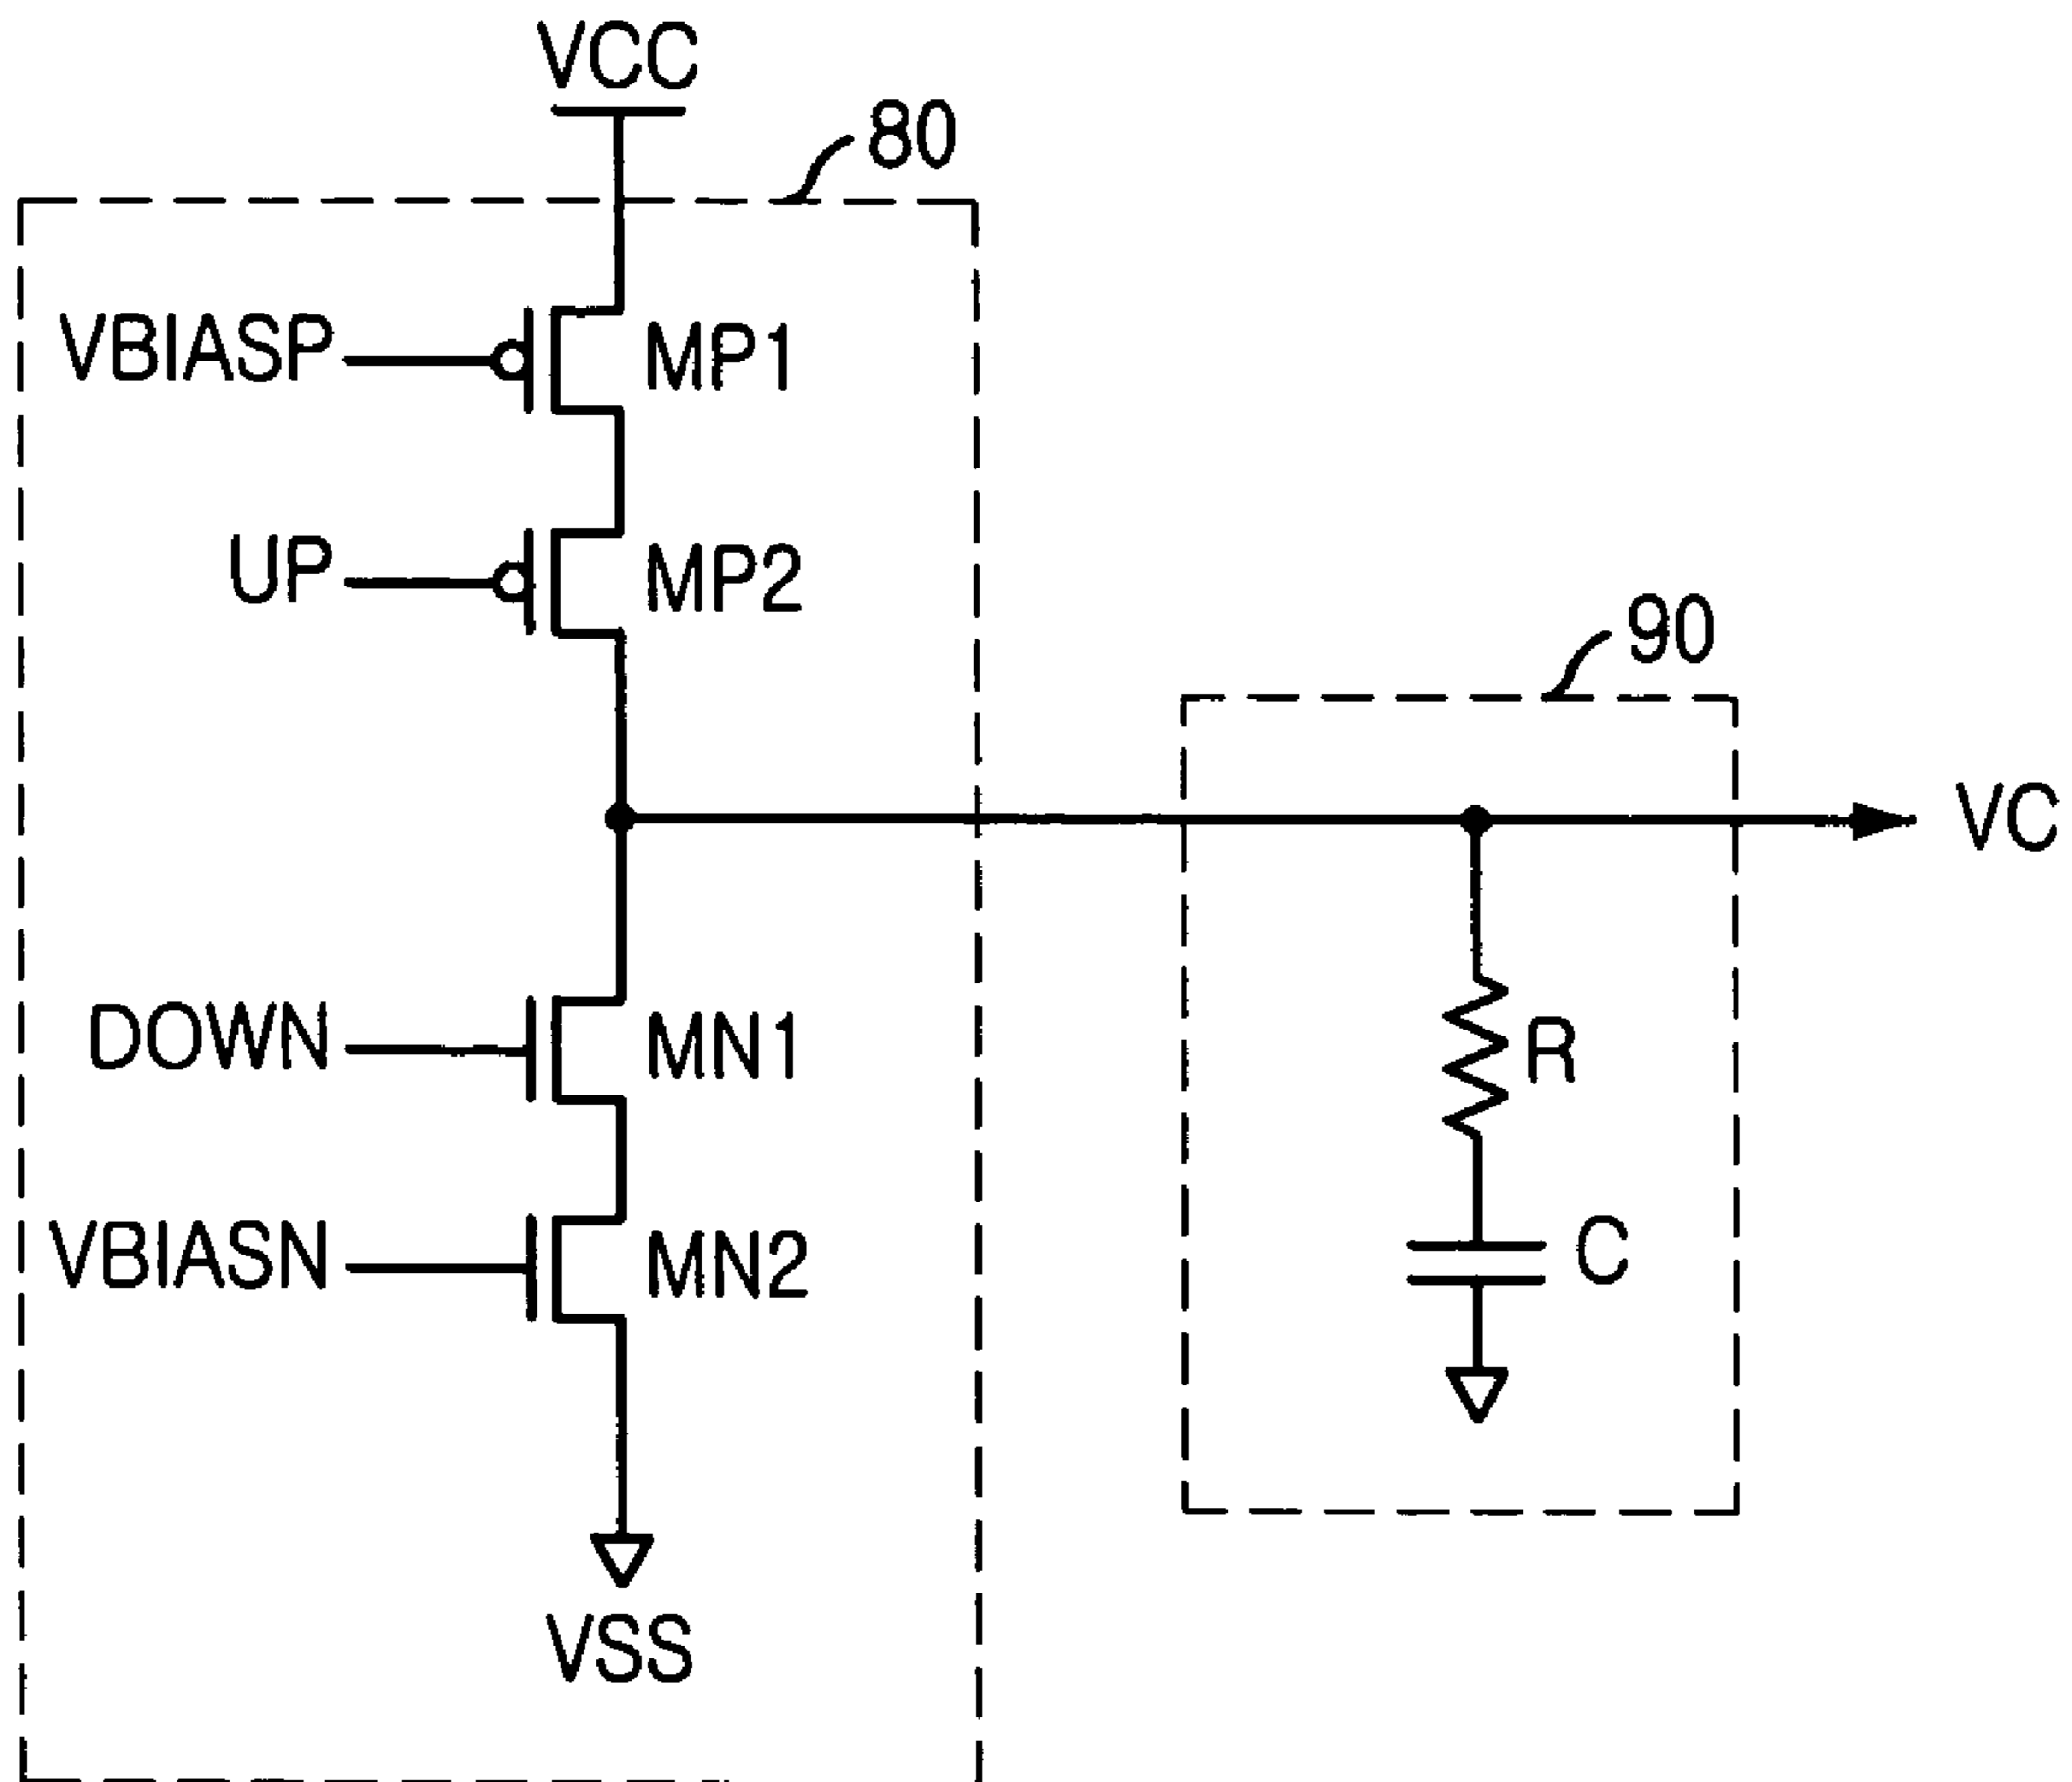 VCC
80
VBIASP
MP1
UP
MP2
90
VC
DOWN
MN1
R
VBIASN
MN2
C
VSS